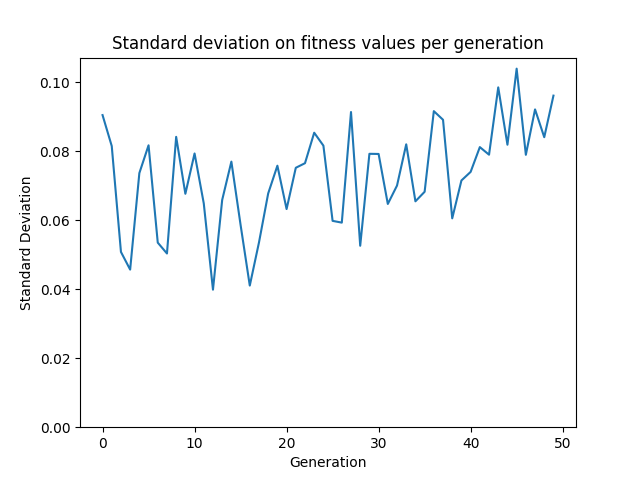 Standard deviation on fitness values per generation
0.10
0.08
0.06
0.04
0.02
0.00
Standard Deviation
0 10 20 30 40 50
Generation